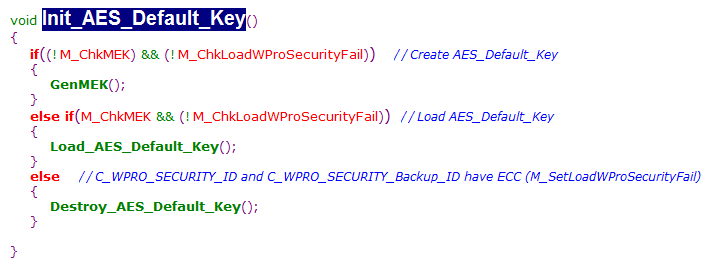 void Init_AES_Default_Key()
{
if((! M_ChkMEK) && (! M_ChkLoadWProSecurityFail)) //Create AES_Default_Key
{
GenMEK();
}
else if(M_ChkMEK && (! M_ChkLoadWProSecurityFail)) //Load AES_Default_Key
{
Load_AES_Default_Key();
}
else //C_WPRO_SECURITY_ID and C_WPRO_SECURITY_Backup_ID have ECC (M_SetLoadWProSecurityFail)
{
Destroy_AES_Default_Key();
}
}